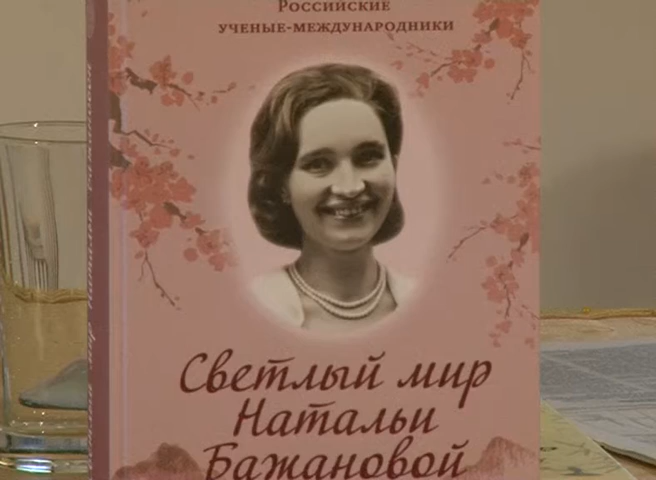 Российские
ученые-международники
Светлый мир
Натальи
Бажановой